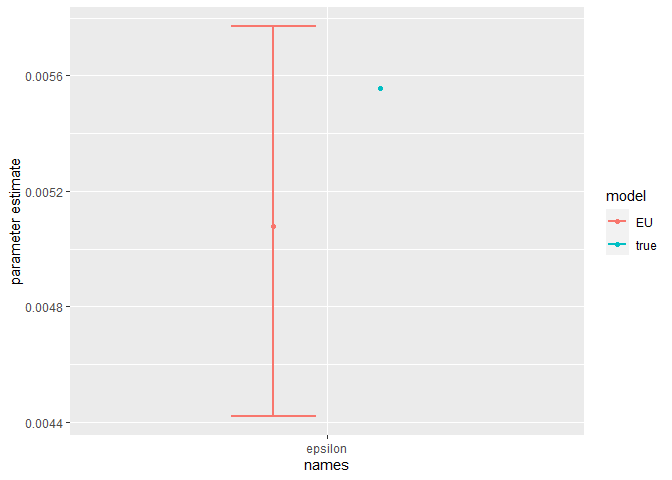 0.0056
0.0052
0.0048
0.0044
parameter estimate
epsilon
names
model
EU
true